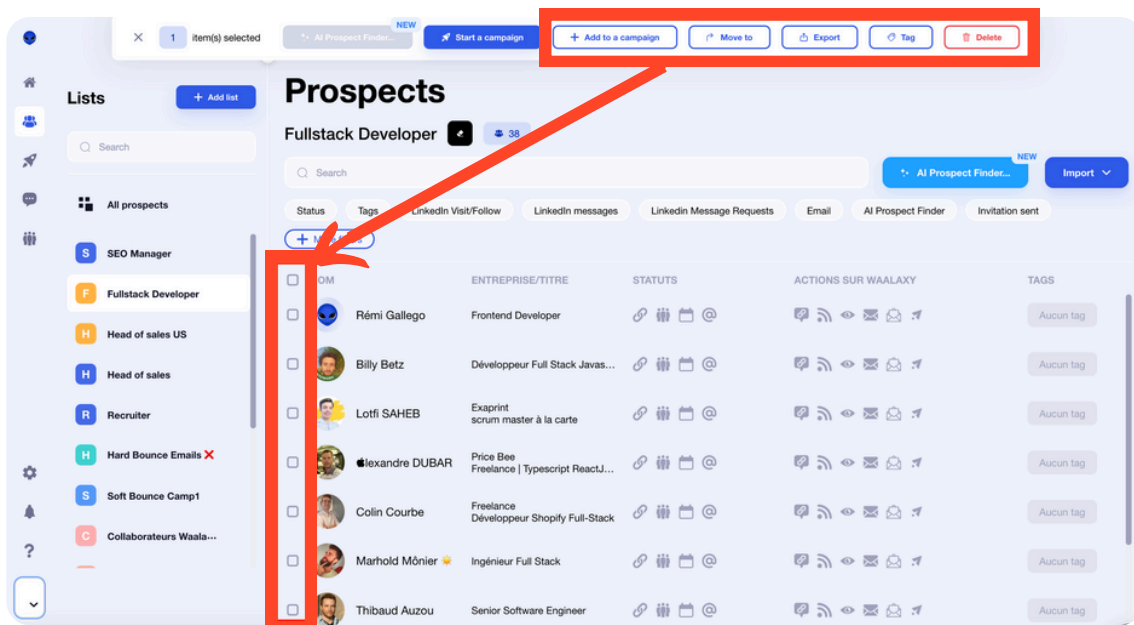 1 item(s) selected AI Prospect Finder... NEW Start a campaign + Add to a campaign Move to Export Tag Delete
Lists + Add list
Search
All prospects
S SEO Manager
F Fullstack Developer
H Head of sales US
H Head of sales
R Recruiter
H Hard Bounce Emails ❌
S Soft Bounce Camp1
C Collaborateurs Waala...
?
Prospects
Fullstack Developer 38
Search AI Prospect Finder... NEW Import
Status Tags LinkedIn Visit/Follow LinkedIn messages Linkedin Message Requests Email AI Prospect Finder Invitation sent
+
OM ENTREPRISE/TITRE STATUTS ACTIONS SUR WAALAXY TAGS
Rémi Gallego Frontend Developer Aucun tag
Billy Betz Développeur Full Stack Javas... Aucun tag
Lotfi SAHEB Exaprint Aucun tag
scrum master à la carte
lexandre DUBAR Price Bee Aucun tag
Freelance | Typescript ReactJ...
Colin Courbe Freelance Aucun tag
Développeur Shopify Full-Stack
Marhold Mônier ☀️ Ingénieur Full Stack Aucun tag
Thibaud Auzou Senior Software Engineer Aucun tag